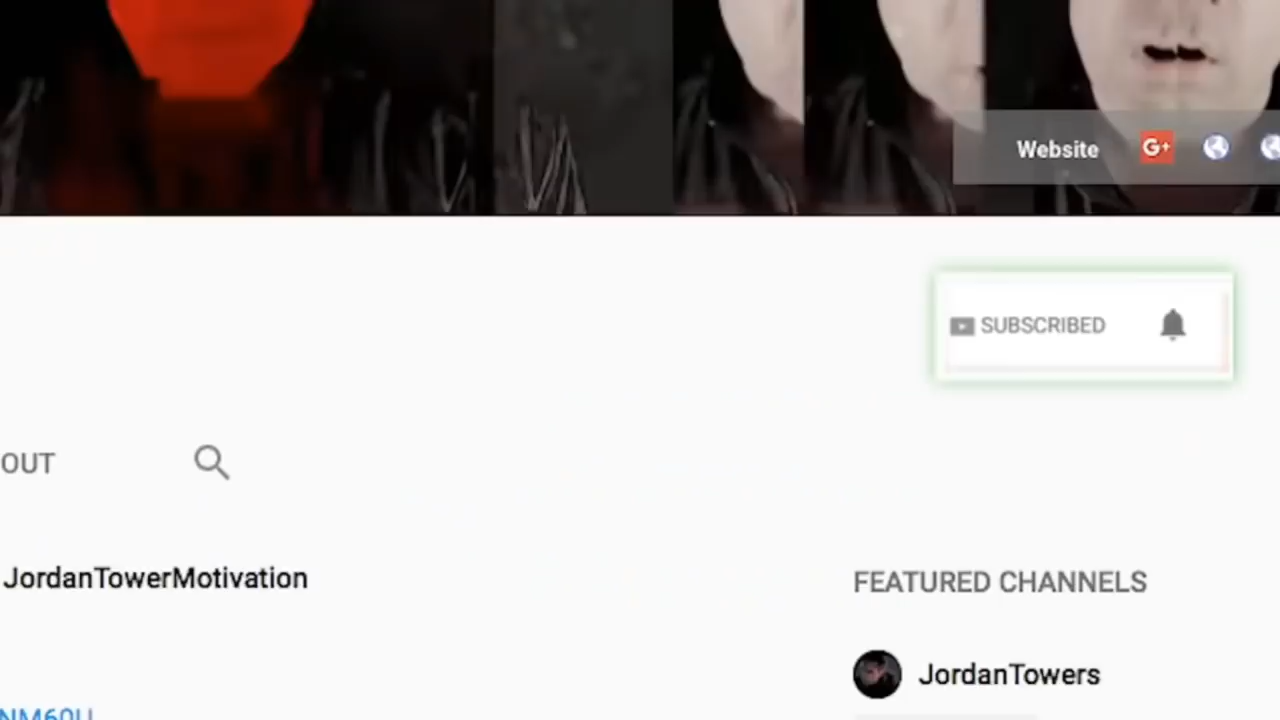 Website G+
SUBSCRIBED
OUT
JordanTowerMotivation
FEATURED CHANNELS
JordanTowers